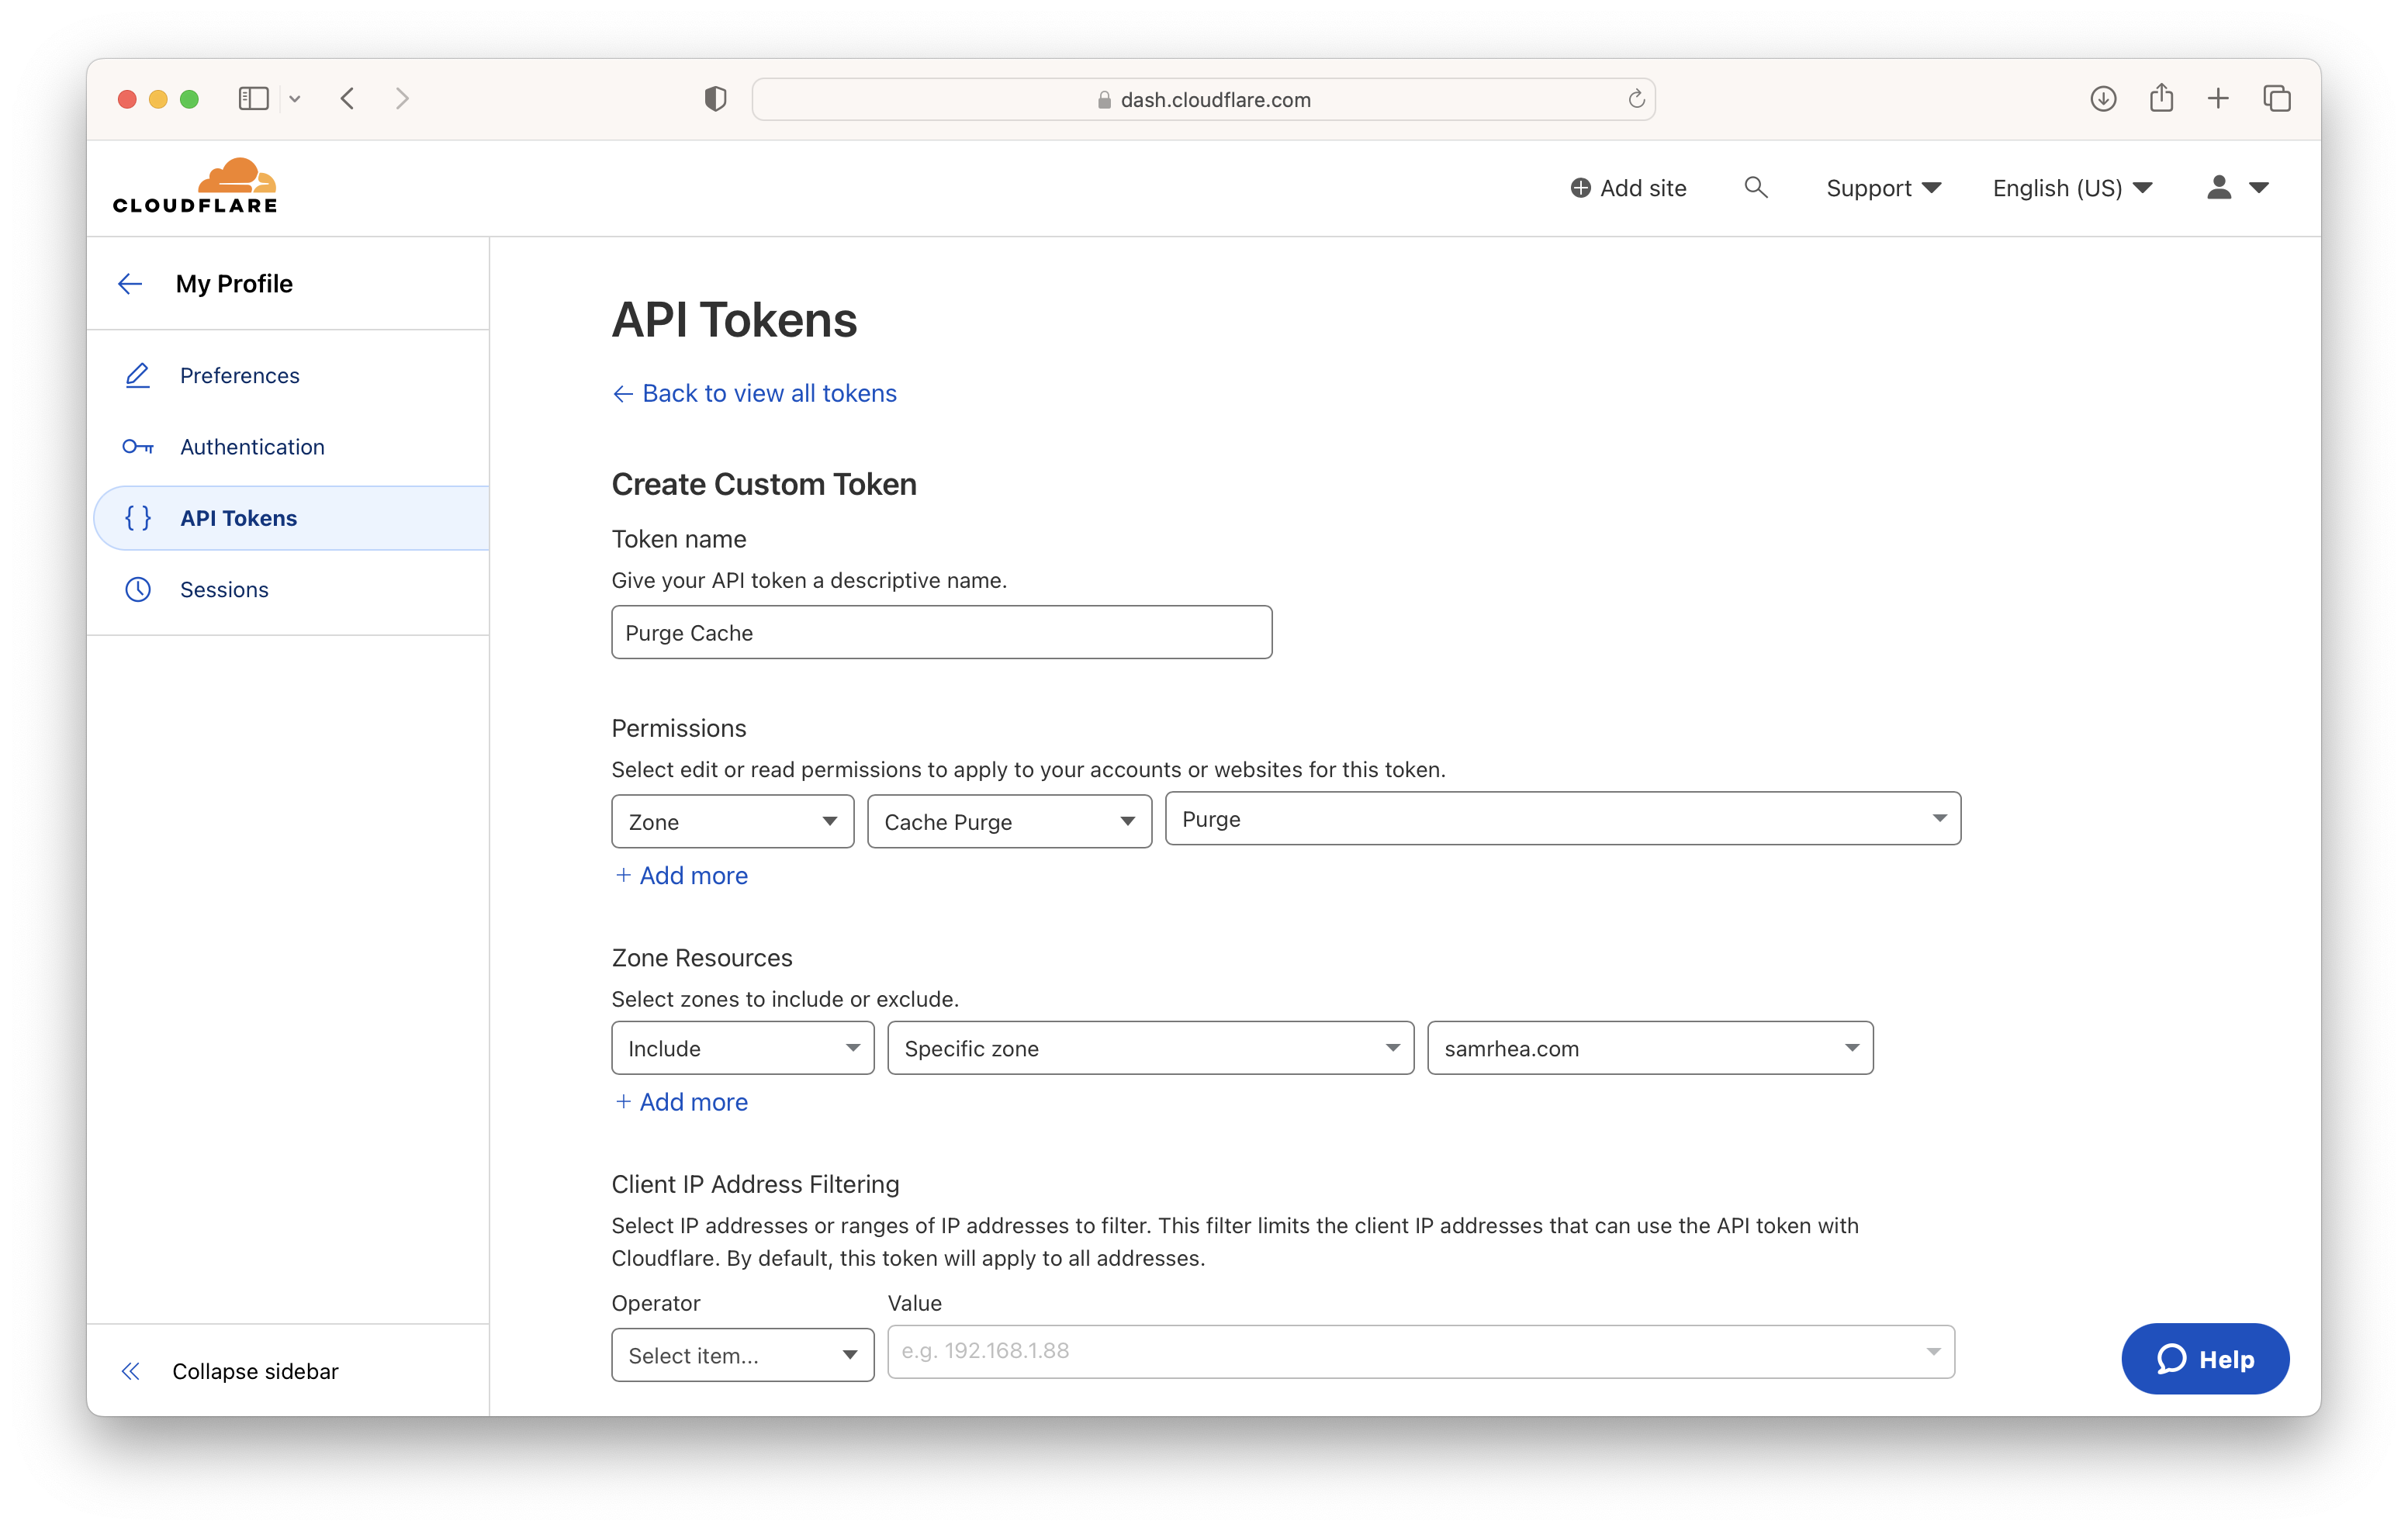 dash.cloudflare.com
CLOUDFLARE
Add site
Support
English (US)
My Profile
Preferences
Authentication
{ } API Tokens
Sessions
Collapse sidebar
API Tokens
← Back to view all tokens
Create Custom Token
Token name
Give your API token a descriptive name.
Purge Cache
Permissions
Select edit or read permissions to apply to your accounts or websites for this token.
Zone Cache Purge Purge
+ Add more
Zone Resources
Select zones to include or exclude.
Include Specific zone samrhea.com
+ Add more
Client IP Address Filtering
Select IP addresses or ranges of IP addresses to filter. This filter limits the client IP addresses that can use the API token with
Cloudflare. By default, this token will apply to all addresses.
Operator Value
Select item... e.g. 192.168.1.88
Help